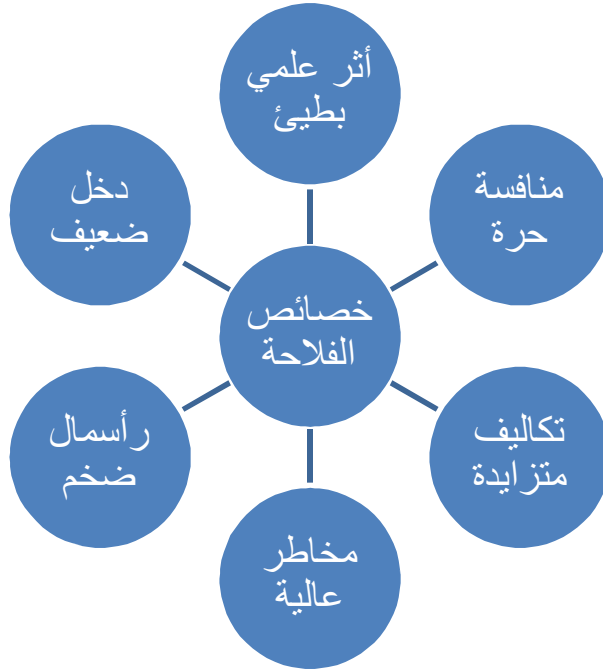 أثر علمي
بطيئ
منافسة
حرة
تكاليف
متزايدة
مخاطر
عالية
رأسمال
ضخم
دخل
ضعيف
خصائص
الفلاحة